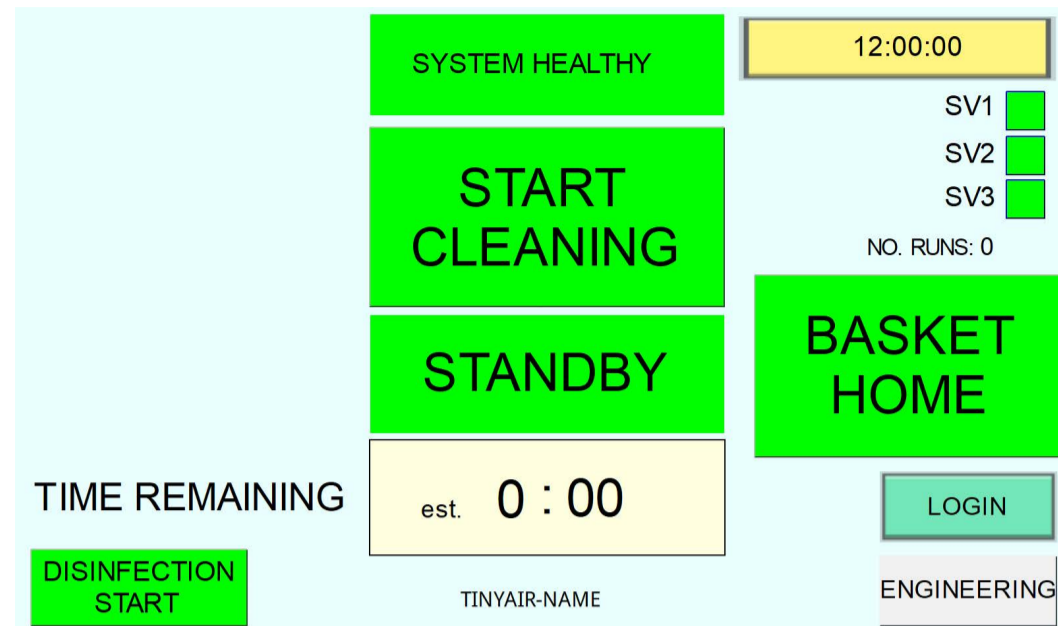 SYSTEM HEALTHY
12:00:00
SV1
START
CLEANING
SV2
SV3
NO. RUNS: 0
BASKET
HOME
STANDBY
TIME REMAINING
est. 0 : 00
LOGIN
DISINFECTION
START
TINYAIR-NAME
ENGINEERING